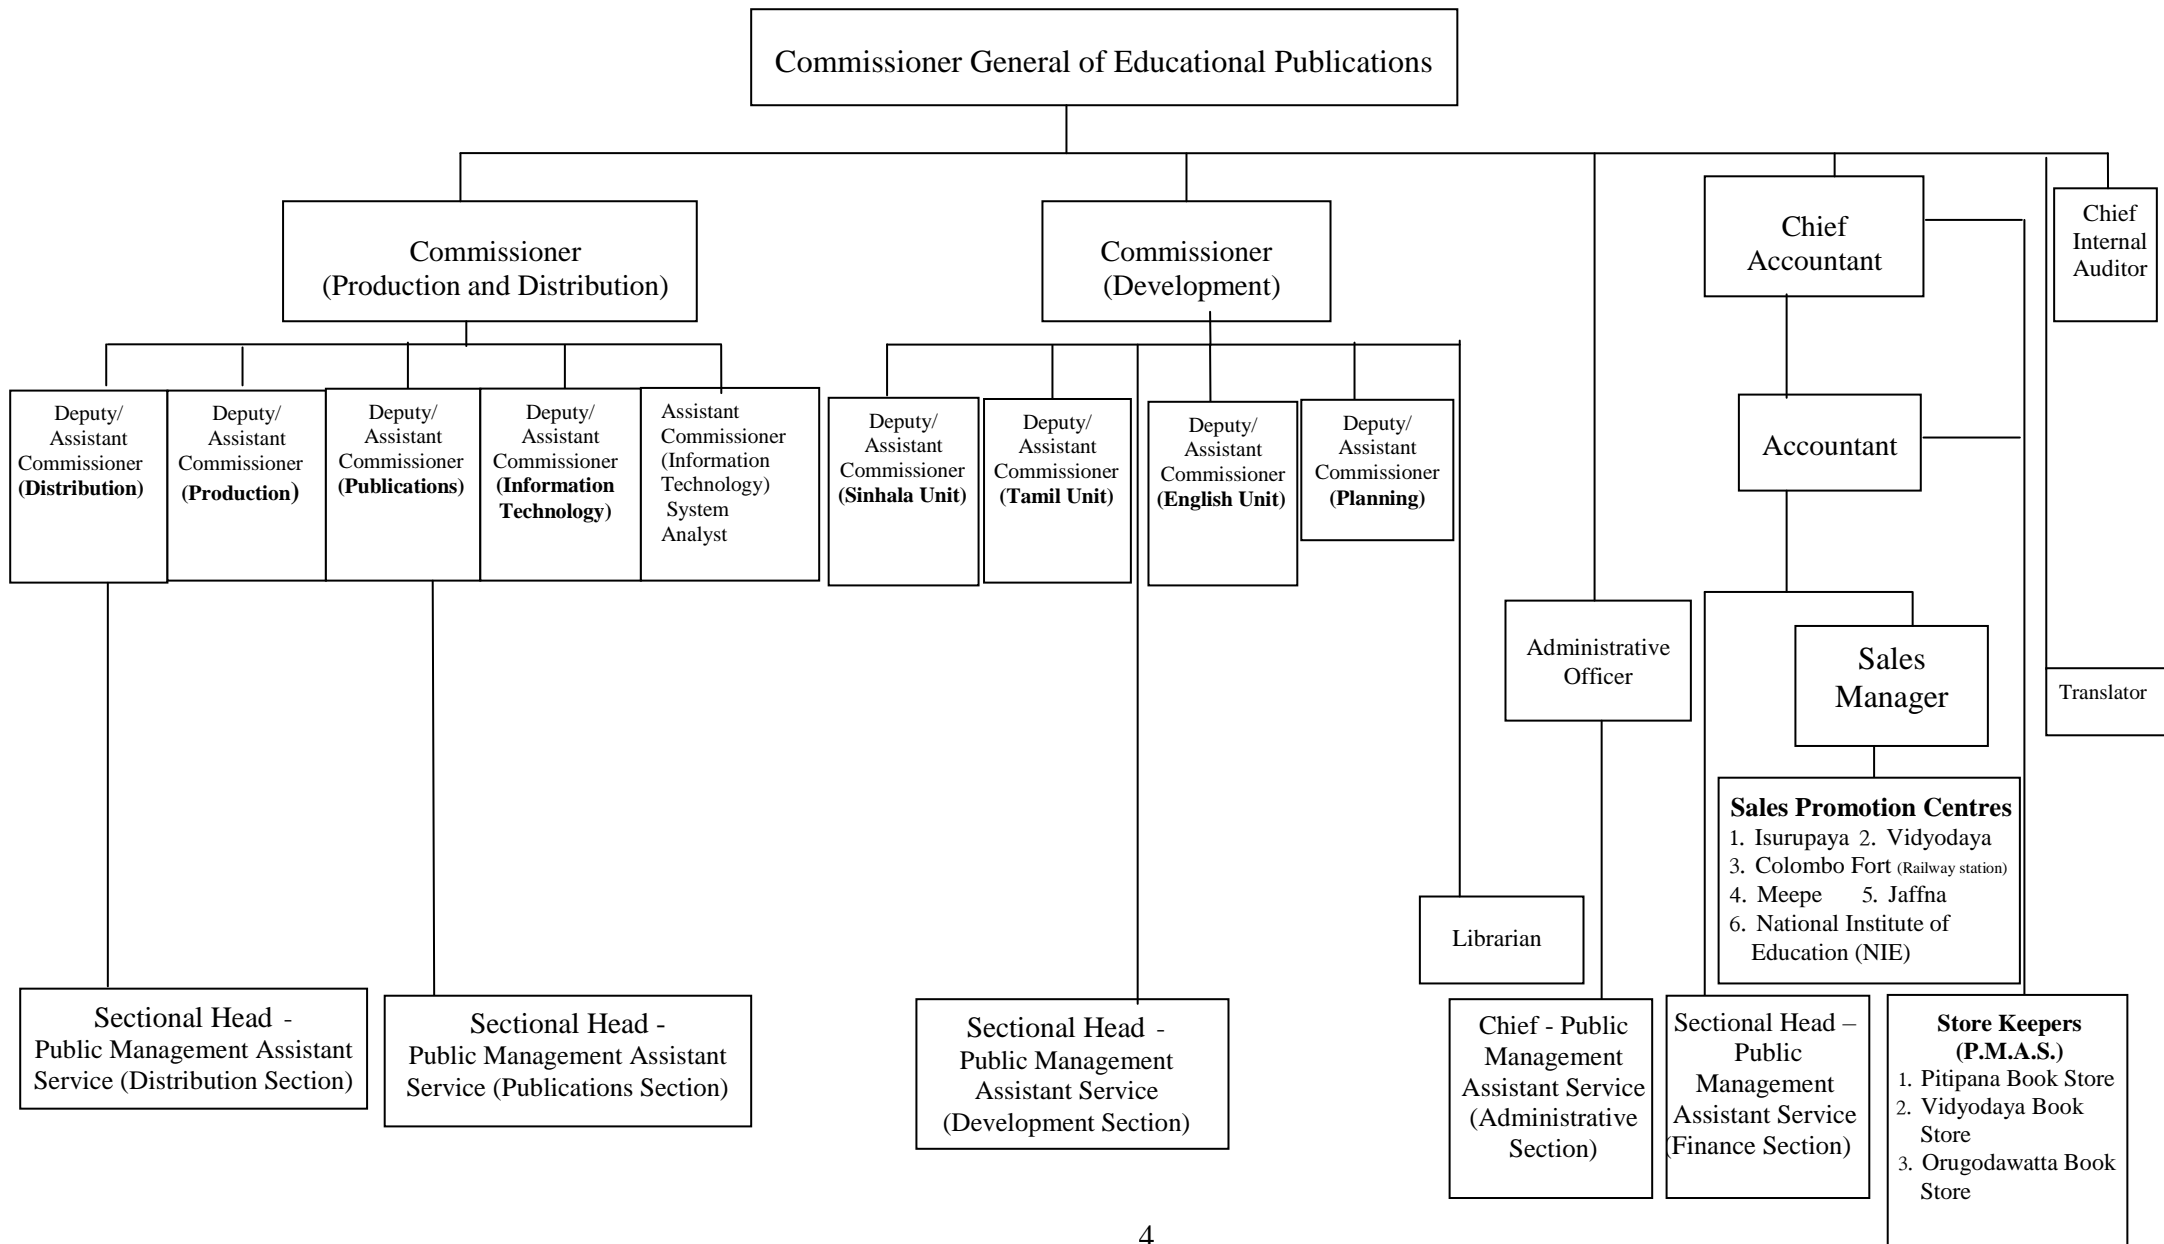 Commissioner General of Educational Publications
Commissioner
(Production and Distribution)
Commissioner
(Development)
Chief
Accountant
Chief
Internal
Auditor
Deputy/
Assistant
Commissioner
(Distribution)
Deputy/
Assistant
Commissioner
(Production)
Deputy/
Assistant
Commissioner
(Publications)
Deputy/
Assistant
Commissioner
(Information
Technology)
Assistant
Commissioner
(Information
Technology)
System
Analyst
Deputy/
Assistant
Commissioner
(Sinhala Unit)
Deputy/
Assistant
Commissioner
(Tamil Unit)
Deputy/
Assistant
Commissioner
(English Unit)
Deputy/
Assistant
Commissioner
(Planning)
Accountant
Administrative
Officer
Sales
Manager
Translator
Sales Promotion Centres
1. Isurupaya 2. Vidyodaya
3. Colombo Fort (Railway station)
4. Meepe 5. Jaffna
6. National Institute of
Education (NIE)
Librarian
Sectional Head -
Public Management Assistant
Service (Distribution Section)
Sectional Head -
Public Management Assistant
Service (Publications Section)
Sectional Head -
Public Management
Assistant Service
(Development Section)
Chief - Public
Management
Assistant Service
(Administrative
Section)
Sectional Head –
Public
Management
Assistant Service
(Finance Section)
Store Keepers
(P.M.A.S.)
1. Pitipana Book Store
2. Vidyodaya Book
Store
3. Orugodawatta Book
Store
4